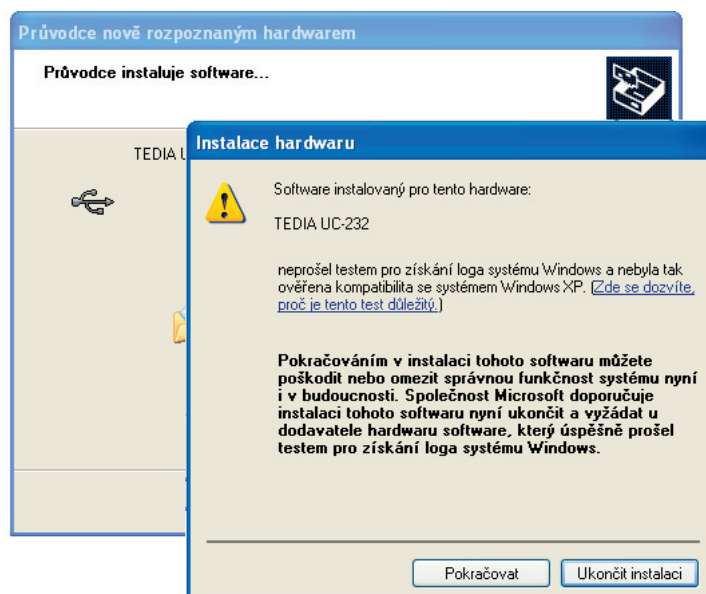 Průvodce nově rozpoznaným hardwarem
Průvodce instaluje software...
TEDIA
Instalace hardwaru
Software instalovaný pro tento hardware:
TEDIA UC-232
neprošel testem pro získání loga systému Windows a nebyla tak
ověřena kompatibilita se systémem Windows XP. (Zde se dozvíte,
proč je tento test důležitý.)
Pokračováním v instalaci tohoto softwaru můžete
poškodit nebo omezit správnou funkčnost systému nyní
i v budoucnosti. Společnost Microsoft doporučuje
instalaci tohoto softwaru nyní ukončit a vyžádat u
dodavatele hardwaru software, který úspěšně prošel
testem pro získání loga systému Windows.
Pokračovat
Ukončit instalaci